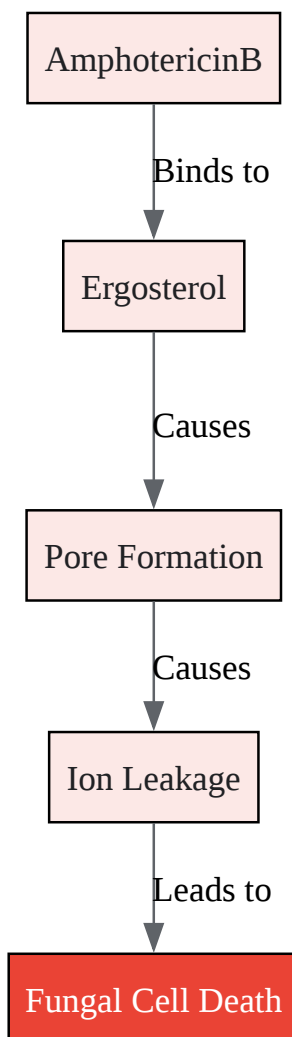 AmphotericinB
Binds to
Ergosterol
Causes
Pore Formation
Causes
Ion Leakage
Leads to
Fungal Cell Death